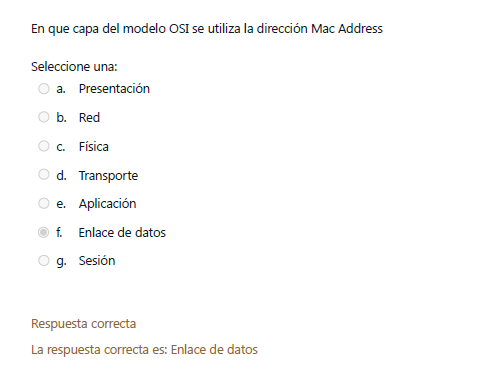 En que capa del modelo OSI se utiliza la dirección Mac Address
Seleccione una:
a. Presentación
b. Red
c. Física
d. Transporte
e. Aplicación
f. Enlace de datos
g. Sesión
Respuesta correcta
La respuesta correcta es: Enlace de datos